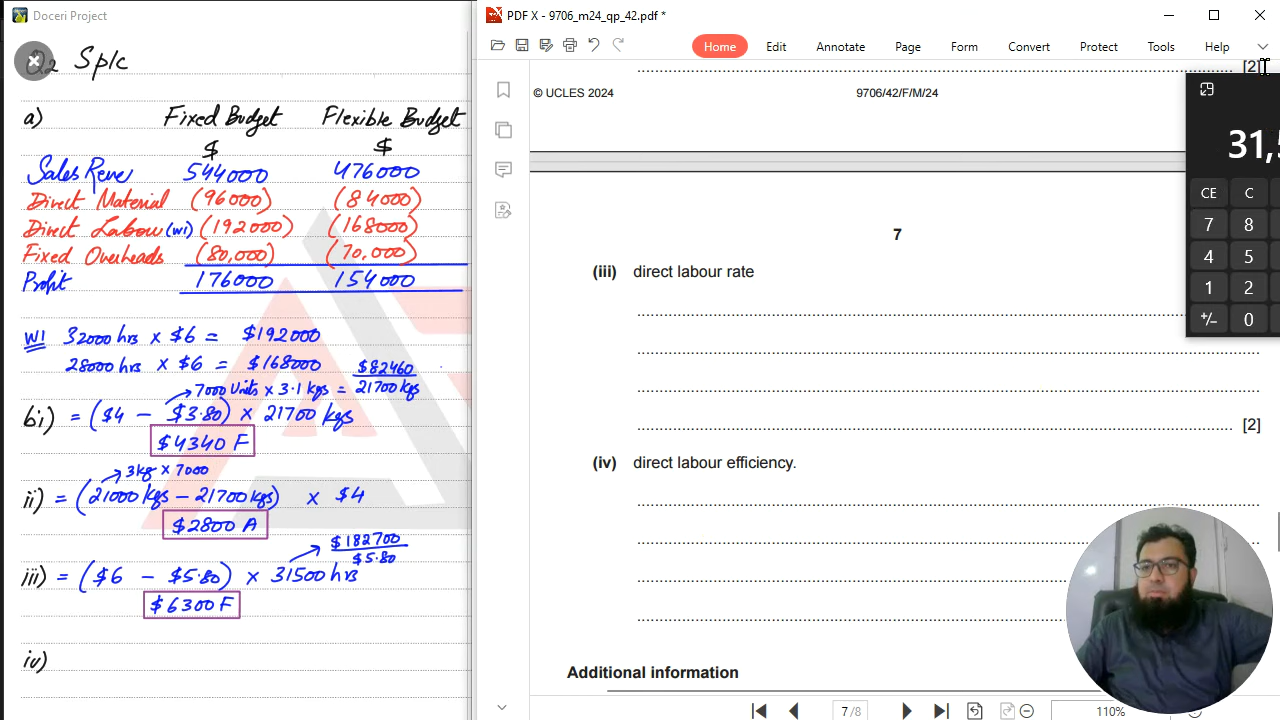 Doceri Project
Q2 Splc
a) Fixed Budget Flexible Budget
$ $
Sales Reve 544000 476000
Direct Material (96000) (84000)
Direct Labour (W1) (192000) (168000)
Fixed Overheads (80,000) (70,000)
Profit 176000 154000
W1 32000 hrs x $6 = $192000
28000 hrs x $6 = $168000
$82460
7000 Units x 3.1 kgs = 21700 kgs
bi) = ($4 - $3.80) x 21700 kgs
$4340 F
3kg x 7000
ii) = (21000 kgs - 21700 kgs) x $4
$2800 A
$182700
$5.80
iii) = ($6 - $5.80) x 31500 hrs
$6300 F
iv)
PDF X - 9706_m24_qp_42.pdf *
Home Edit Annotate Page Form Convert Protect Tools Help
[2]
© UCLES 2024 9706/42/F/M/24
7
(iii) direct labour rate
[2]
(iv) direct labour efficiency.
Additional information
7/8
110%
31,5
CE C
7 8
4 5
1 2
+/- 0